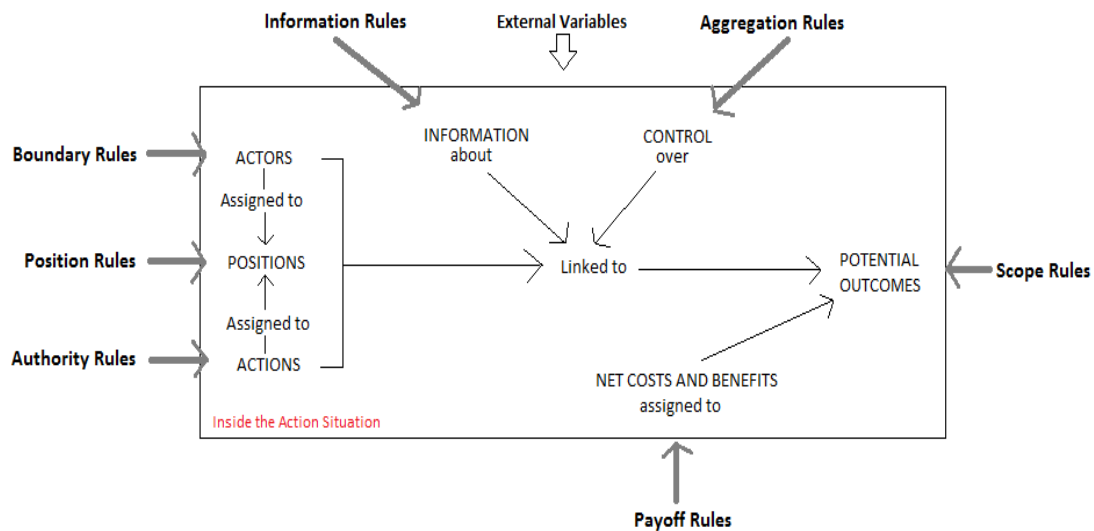 Information Rules
External Variables
Aggregation Rules
INFORMATION
about
CONTROL
over
Boundary Rules
ACTORS
Assigned to
Position Rules
POSITIONS
Linked to
POTENTIAL
OUTCOMES
Scope Rules
Assigned to
Authority Rules
ACTIONS
NET COSTS AND BENEFITS
assigned to
Inside the Action Situation
Payoff Rules